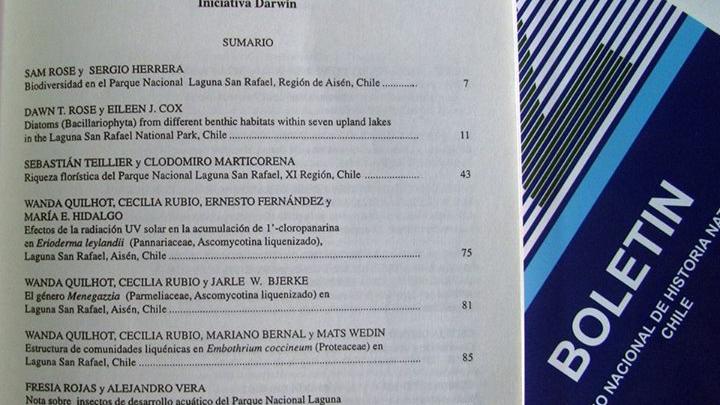 Iniciativa Darwin
SUMARIO
SAM ROSE y SERGIO HERRERA
Biodiversidad en el Parque Nacional Laguna San Rafael, Región de Aisén, Chile ............ 7
DAWN T. ROSE y EILEEN J. COX
Diatoms (Bacillariophyta) from different benthic habitats within seven upland lakes
in the Laguna San Rafael National Park, Chile ............ 11
SEBASTIÁN TEILLIER y CLODOMIRO MARTICORENA
Riqueza florística del Parque Nacional Laguna San Rafael, XI Región, Chile ............ 43
WANDA QUILHOT, CECILIA RUBIO, ERNESTO FERNÁNDEZ y
MARÍA E. HIDALGO
Efectos de la radiación UV solar en la acumulación de 1'-cloropanarina
en Erioderma leylandii (Pannariaceae, Ascomycotina liquenizado),
Laguna San Rafael, Aisén, Chile ............ 75
WANDA QUILHOT, CECILIA RUBIO y JARLE W. BJERKE
El género Menegazzia (Parmeliaceae, Ascomycotina liquenizado) en
Laguna San Rafael, Aisén, Chile ............ 81
WANDA QUILHOT, CECILIA RUBIO, MARIANO BERNAL y MATS WEDIN
Estructura de comunidades liquénicas en Embothrium coccineum (Proteaceae) en
Laguna San Rafael, Chile ............ 85
FRESIA ROJAS y ALEJANDRO VERA
Nota sobre insectos de desarrollo acuático del Parque Nacional Laguna
BOLETIN
O NACIONAL DE HISTORIA NAT
CHILE